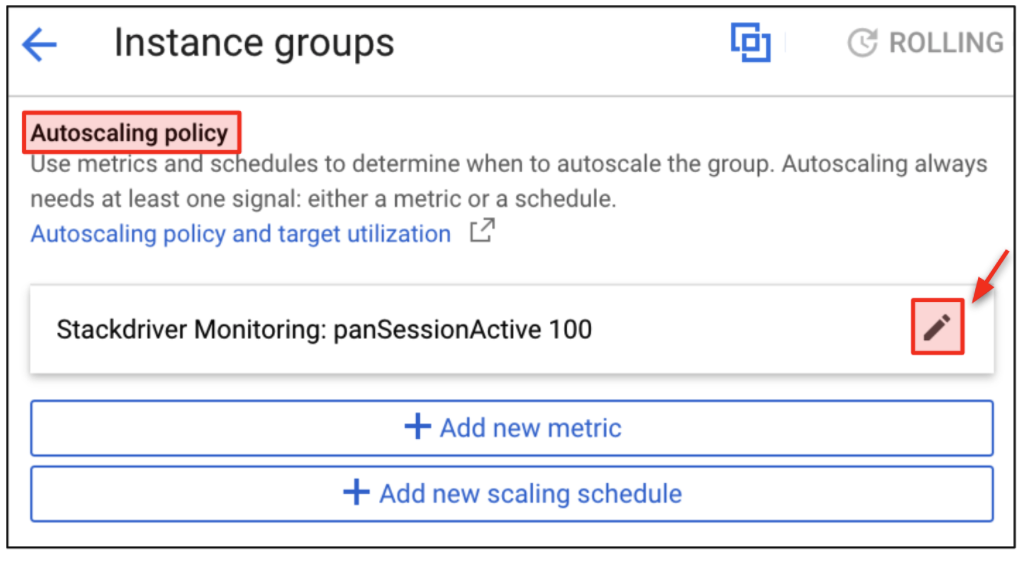 Instance groups
ROLLING
Autoscaling policy
Use metrics and schedules to determine when to autoscale the group. Autoscaling always
needs at least one signal: either a metric or a schedule.
Autoscaling policy and target utilization
Stackdriver Monitoring: panSessionActive 100
Add new metric
Add new scaling schedule